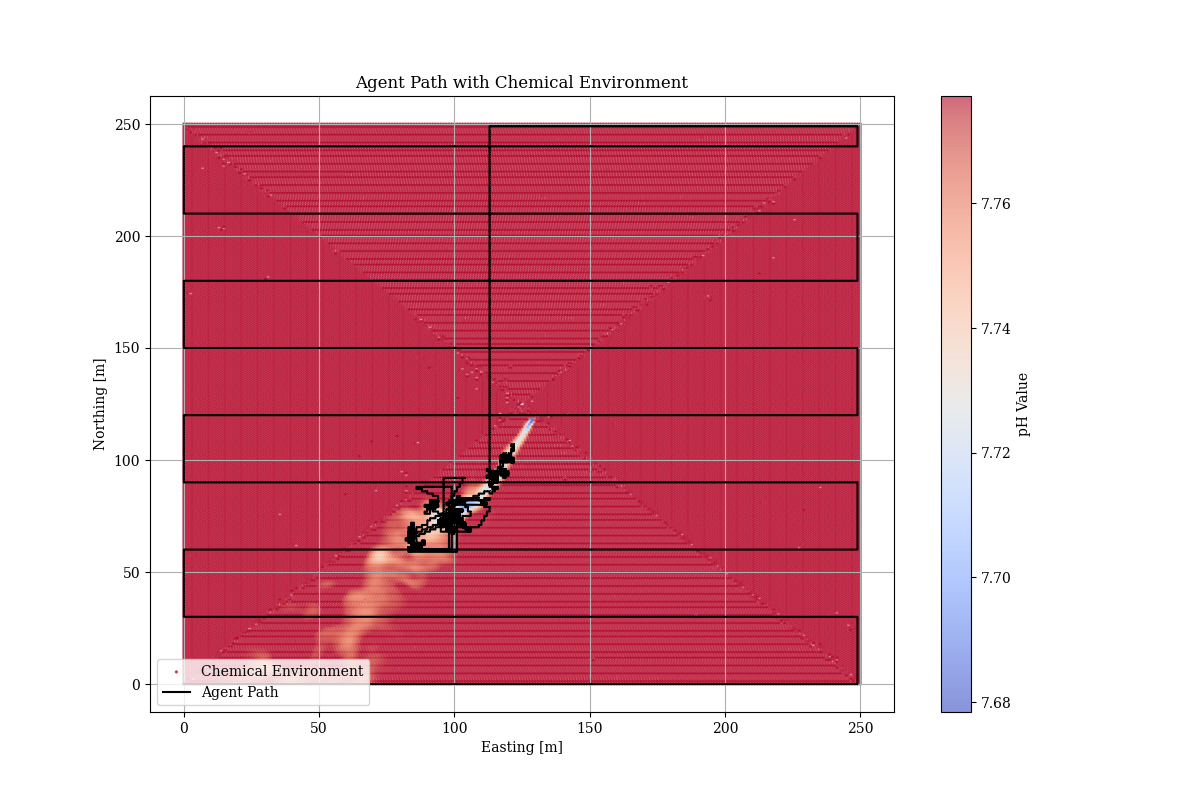 Agent Path with Chemical Environment
250
200
150
100
50
0
Northing [m]
0
50
100
150
200
250
Easting [m]
Chemical Environment
Agent Path
7.76
7.74
7.72
7.70
7.68
pH Value